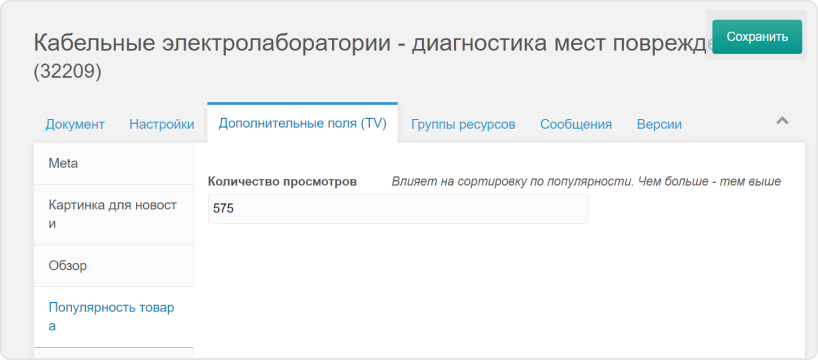 Кабельные электролаборатории - диагностика мест поврежд
(32209)
Сохранить
Документ
Настройки
Дополнительные поля (TV)
Группы ресурсов
Сообщения
Версии
Meta
Картинка для новост
и
Обзор
Популярность товар
а
Количество просмотров
Влияет на сортировку по популярности. Чем больше - тем выше
575